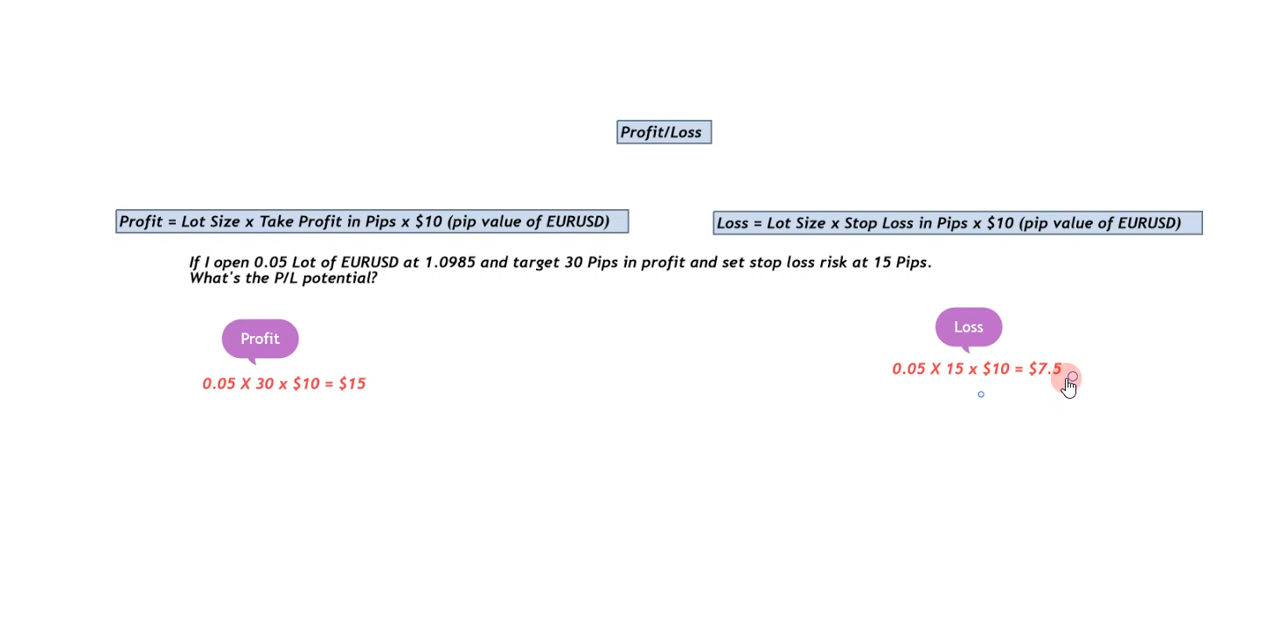 Profit/Loss
Profit = Lot Size x Take Profit in Pips x $10 (pip value of EURUSD)
Loss = Lot Size x Stop Loss in Pips x $10 (pip value of EURUSD)
If I open 0.05 Lot of EURUSD at 1.0985 and target 30 Pips in profit and set stop loss risk at 15 Pips.
What's the P/L potential?
Profit
0.05 X 30 x $10 = $15
Loss
0.05 X 15 x $10 = $7.5